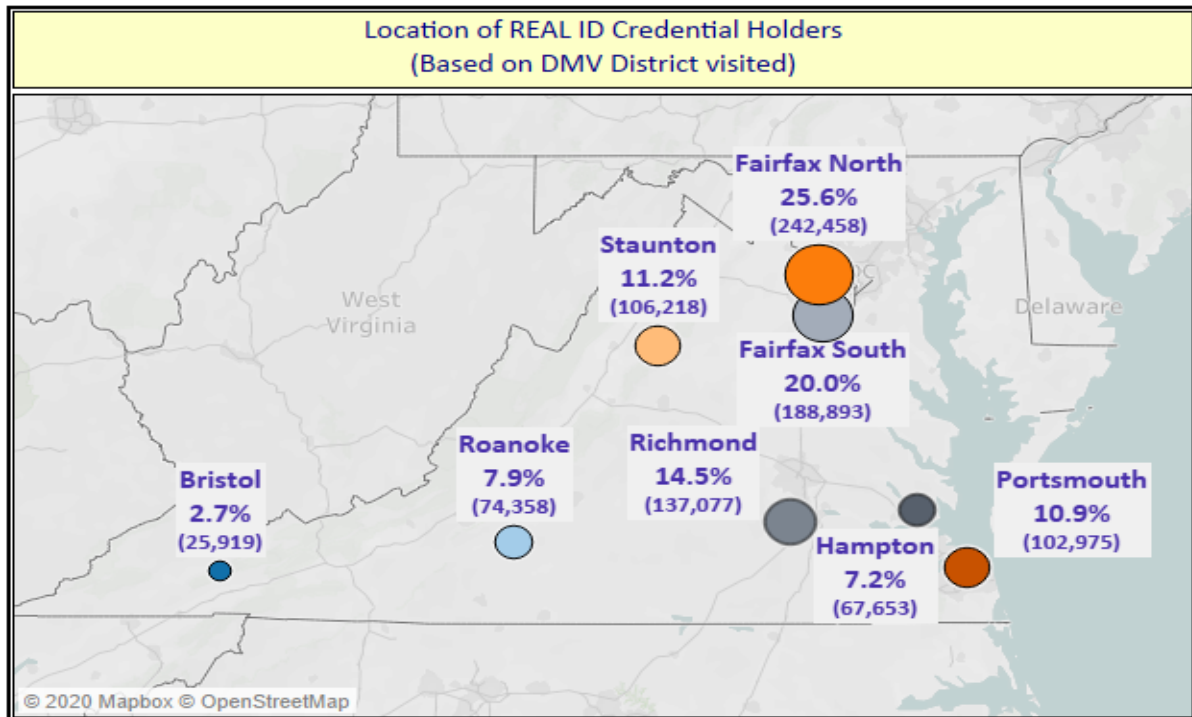 Location of REAL ID Credential Holders
(Based on DMV District visited)
Fairfax North
25.6%
(242,458)
Staunton
11.2%
(106,218)
West
Virginia
Delaware
Fairfax South
20.0%
(188,893)
Bristol
2.7%
(25,919)
Roanoke
7.9%
(74,358)
Richmond
14.5%
(137,077)
Hampton
7.2%
(67,653)
Portsmouth
10.9%
(102,975)
© 2020 Mapbox © OpenStreetMap